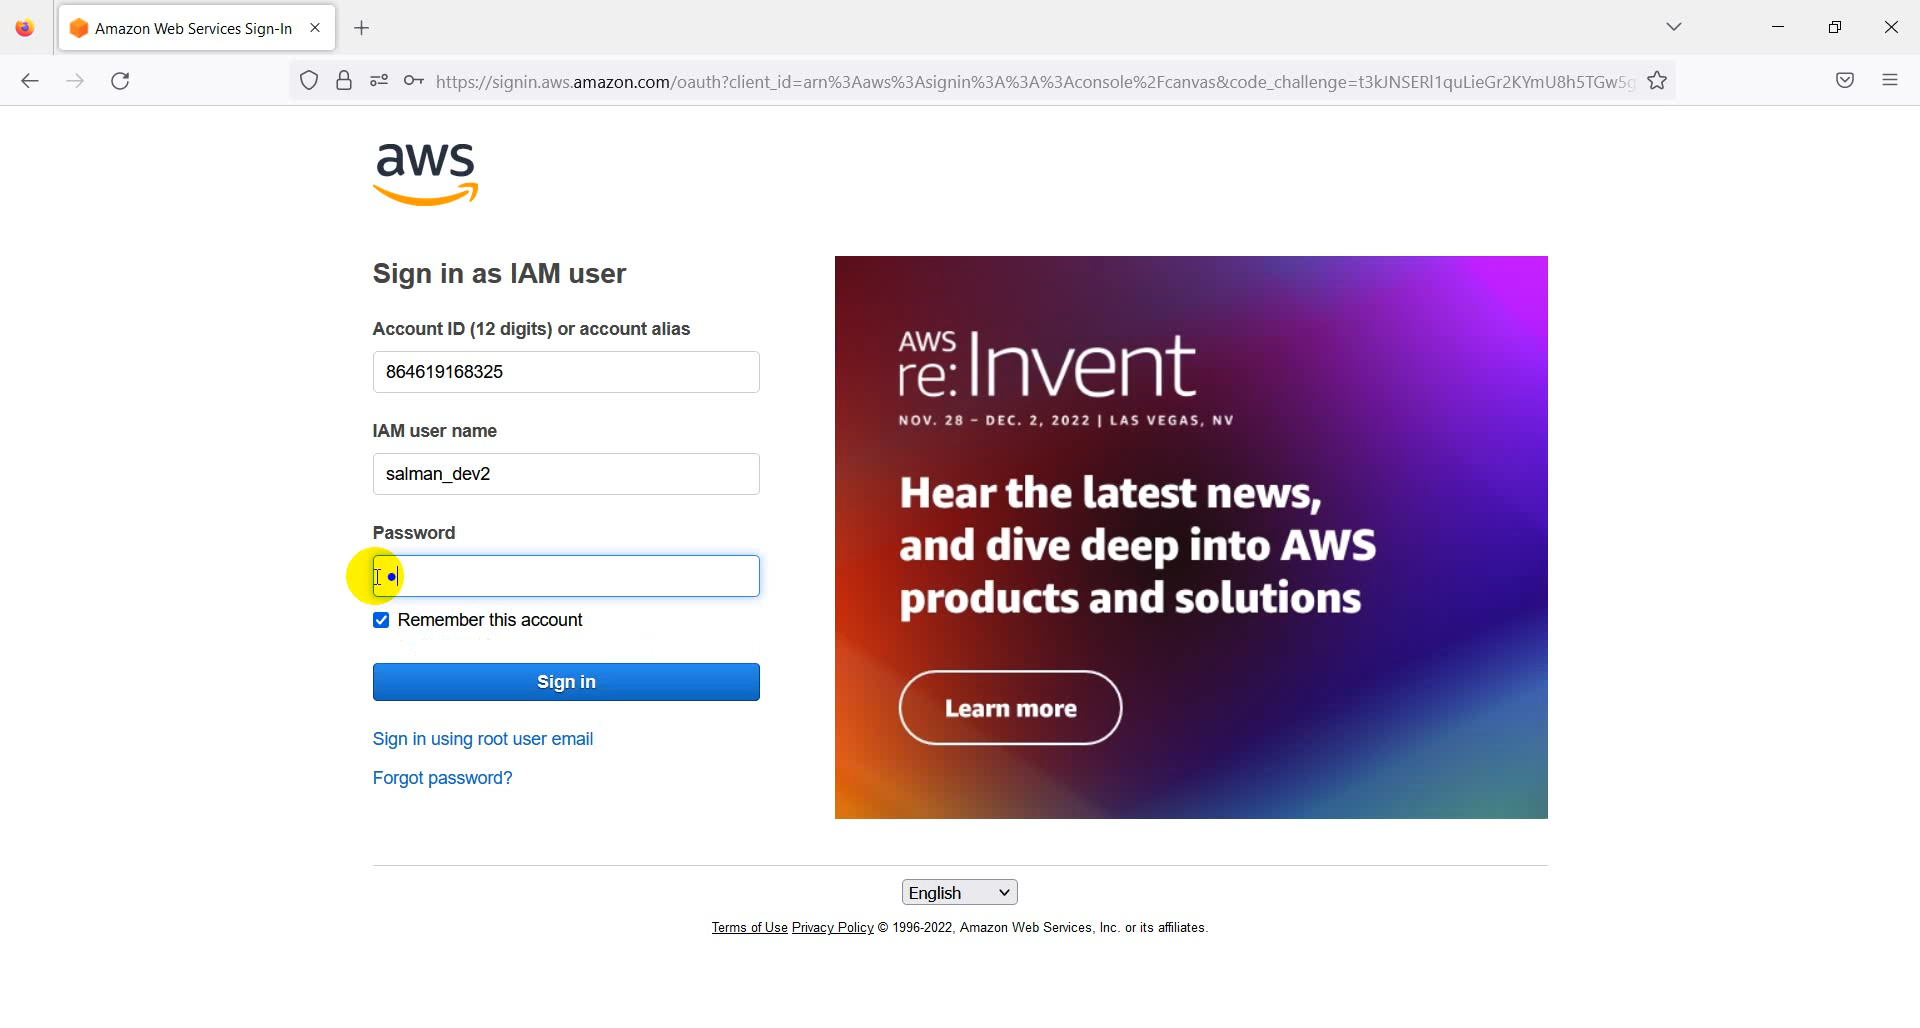 Amazon Web Services Sign-In
https://signin.aws.amazon.com/oauth?client_id=arn%3Aaws%3Asignin%3A%3A%3Aconsole%2Fcanvas&code_challenge=t3kJNSERl1quLieGr2KYmU8h5TGw5g
aws
Sign in as IAM user
Account ID (12 digits) or account alias
864619168325
IAM user name
salman_dev2
Password
Remember this account
Sign in
Sign in using root user email
Forgot password?
AWS
re:Invent
NOV. 28 – DEC. 2, 2022 | LAS VEGAS, NV
Hear the latest news,
and dive deep into AWS
products and solutions
Learn more
English
Terms of Use Privacy Policy © 1996-2022, Amazon Web Services, Inc. or its affiliates.